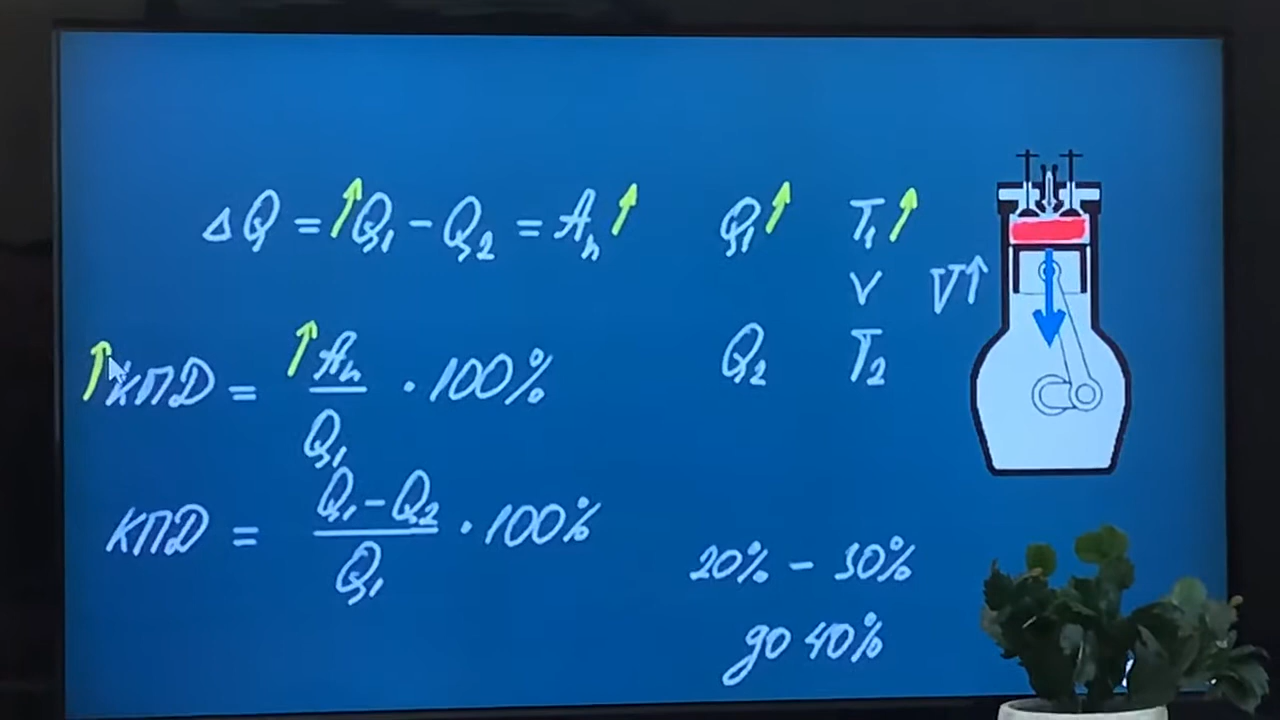 ΔQ = ↑Q₁ - Q₂ = Aₙ↑
Q₁↑ T₁↑
V
V↑
Q₂ T₂
↑КПД = ↑Aₙ / Q₁ · 100%
КПД = Q₁ - Q₂ / Q₁ · 100%
20% - 30%
до 40%